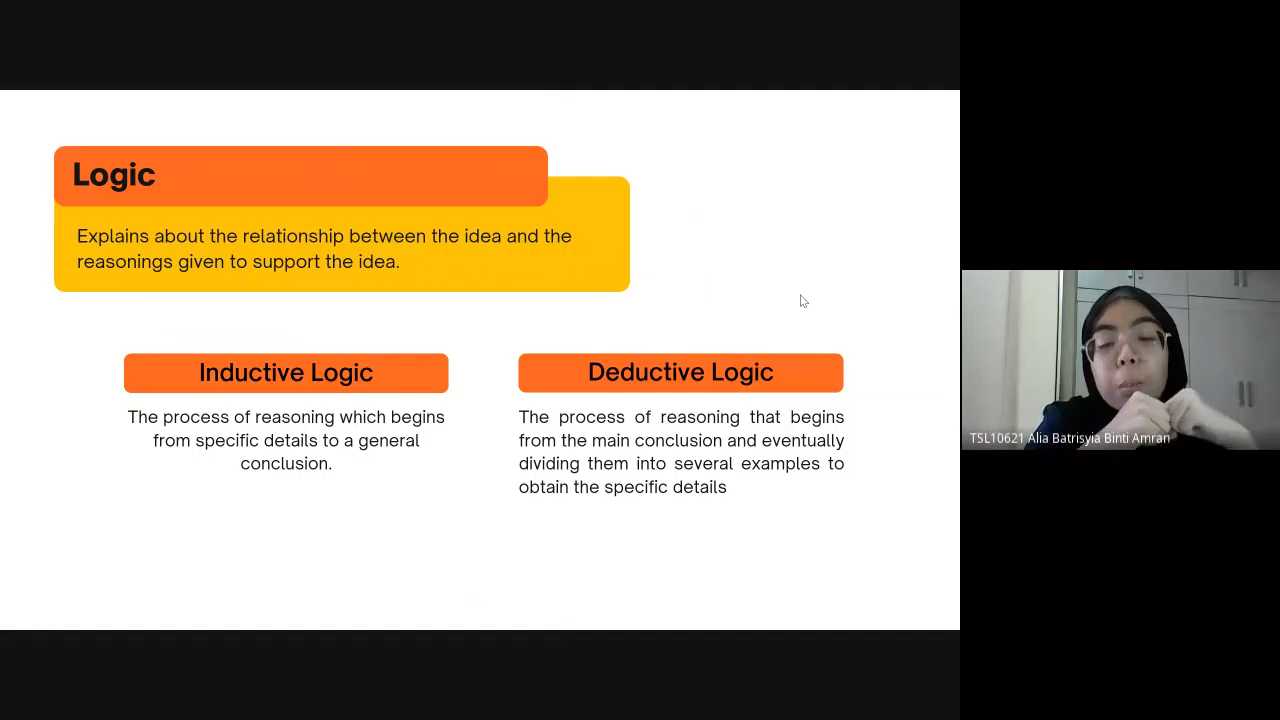 Logic
Explains about the relationship between the idea and the
reasonings given to support the idea.
Inductive Logic
The process of reasoning which begins
from specific details to a general
conclusion.
Deductive Logic
The process of reasoning that begins
from the main conclusion and eventually
dividing them into several examples to
obtain the specific details
TSL10621 Alia Batrisyia Binti Amran